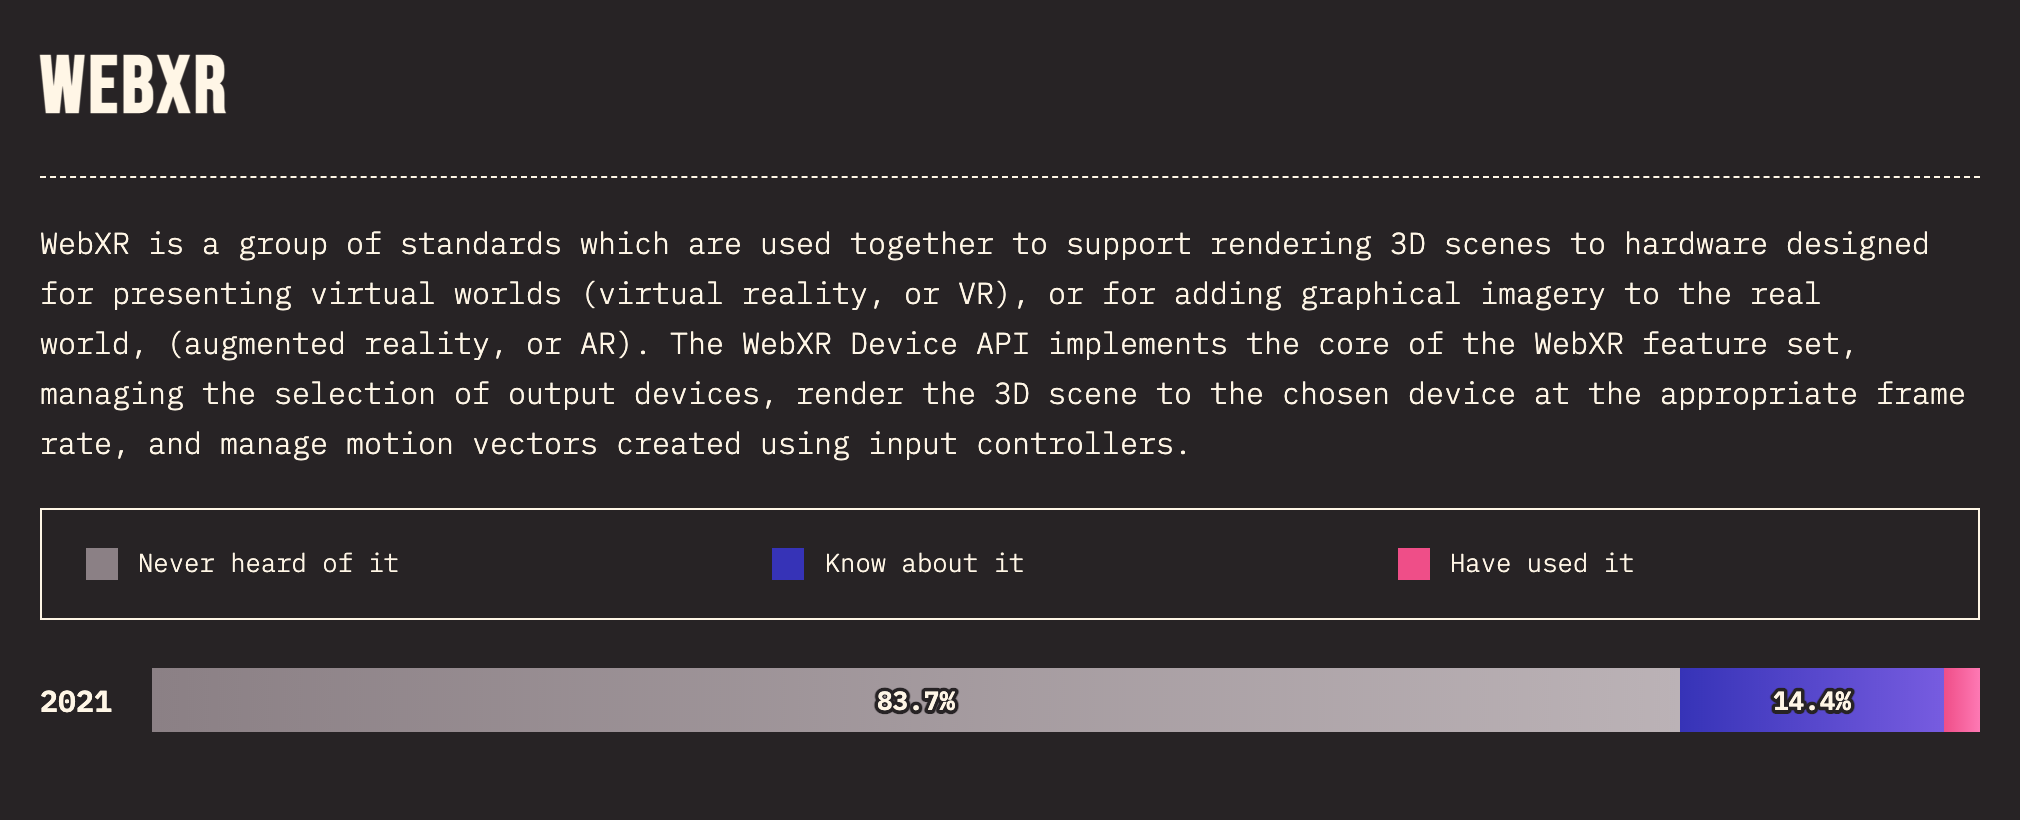 WEBXR
WebXR is a group of standards which are used together to support rendering 3D scenes to hardware designed
for presenting virtual worlds (virtual reality, or VR), or for adding graphical imagery to the real
world, (augmented reality, or AR). The WebXR Device API implements the core of the WebXR feature set,
managing the selection of output devices, render the 3D scene to the chosen device at the appropriate frame
rate, and manage motion vectors created using input controllers.
Never heard of it Know about it Have used it
2021 83.7% 14.4%